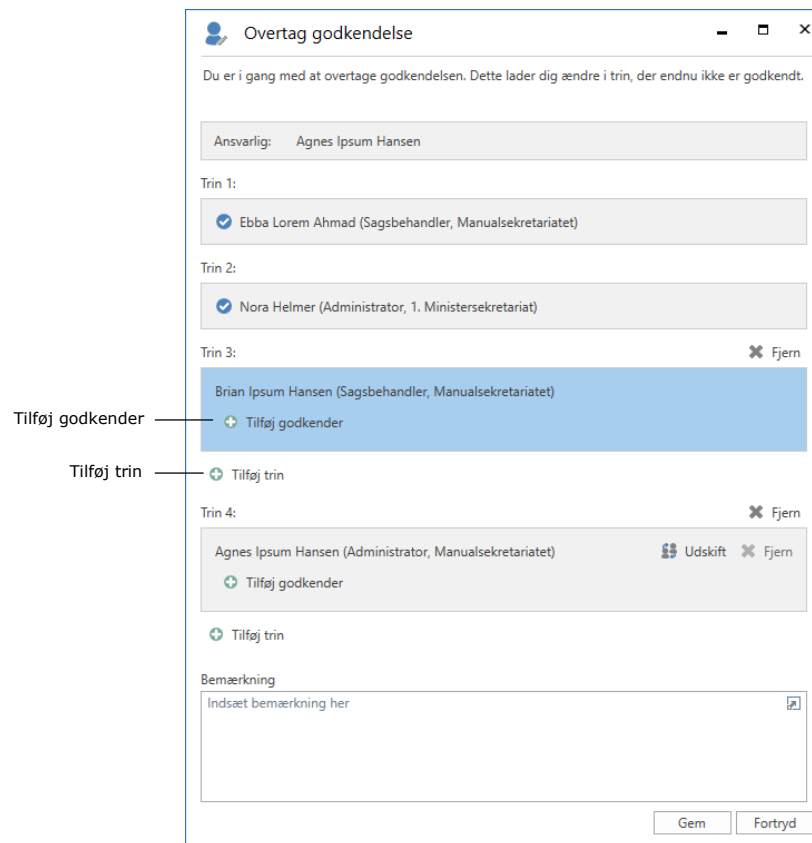 Overtag godkendelse
Du er i gang med at overtage godkendelsen. Dette lader dig ændre i trin, der endnu ikke er godkendt.
Ansvarlig: Agnes Ipsum Hansen
Trin 1:
Ebba Lorem Ahmad (Sagsbehandler, Manualsekretariatet)
Trin 2:
Nora Helmer (Administrator, 1. Ministersekretariat)
Trin 3: Fjern
Brian Ipsum Hansen (Sagsbehandler, Manualsekretariatet)
Tilføj godkender Tilføj godkender
Tilføj trin Tilføj trin
Trin 4: Fjern
Agnes Ipsum Hansen (Administrator, Manualsekretariatet) Udskift Fjern
Tilføj godkender
Tilføj trin
Bemærkning
Indsæt bemærkning her
Gem Fortryd